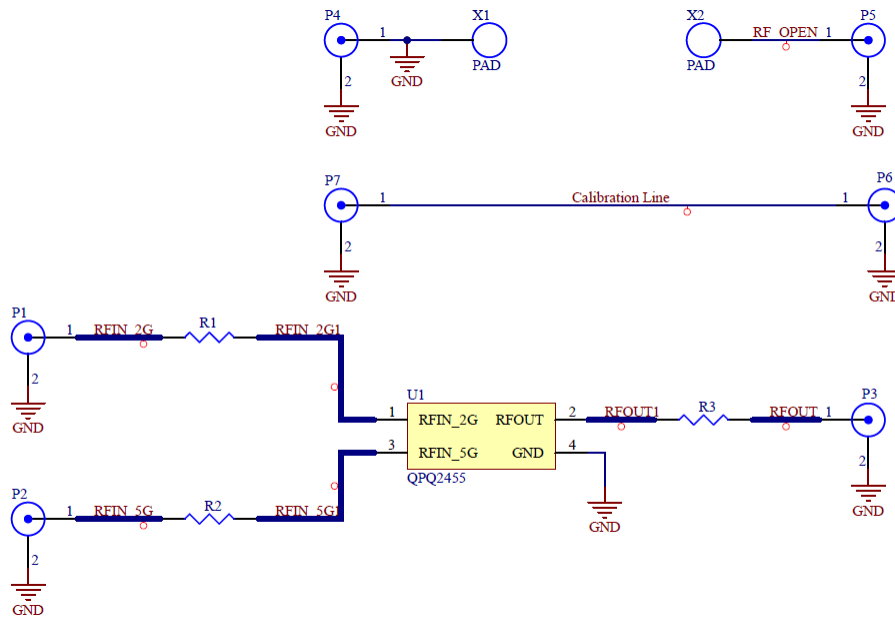 P4
X1
X2
P5
1
RF_OPEN
1
GND
PAD
PAD
2
2
GND
GND
P7
P6
1
Calibration Line
1
2
2
GND
GND
P1
R1
1
RFIN_2G
RFIN_2G1
2
GND
U1
P3
1
RFIN_2G
RFOUT
2
RFOUT1
R3
RFOUT
1
3
RFIN_5G
GND
4
QPQ2455
2
GND
GND
P2
R2
1
RFIN_5G
RFIN_5G1
2
GND